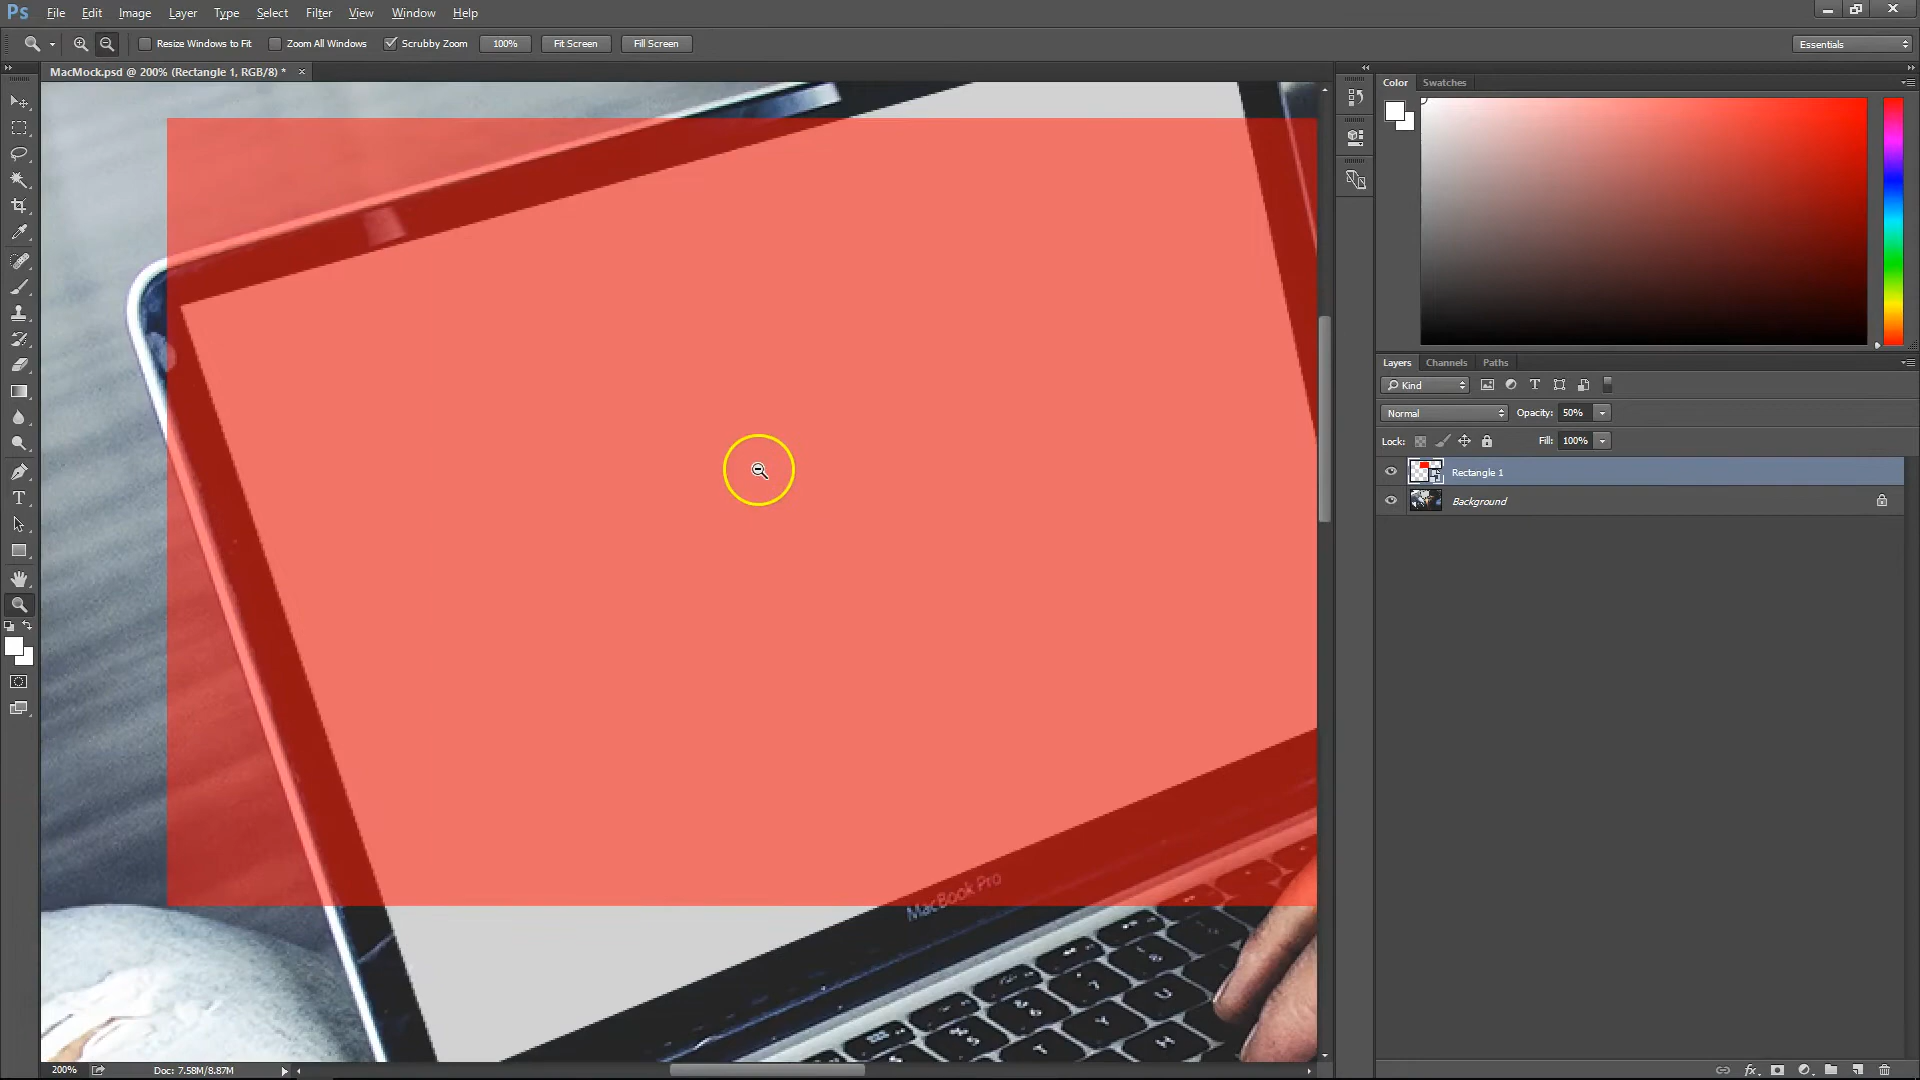 Ps File Edit Image Layer Type Select Filter View Window Help
Resize Windows to Fit Zoom All Windows Scrubby Zoom 100% Fit Screen Fill Screen Essentials
MacMock.psd @ 200% (Rectangle 1, RGB/8) * ×
Color Swatches
Layers Channels Paths
Kind
Normal Opacity: 50%
Lock: Fill: 100%
Rectangle 1
Background
MacBook Pro
200% Doc: 7.58M/8.87M